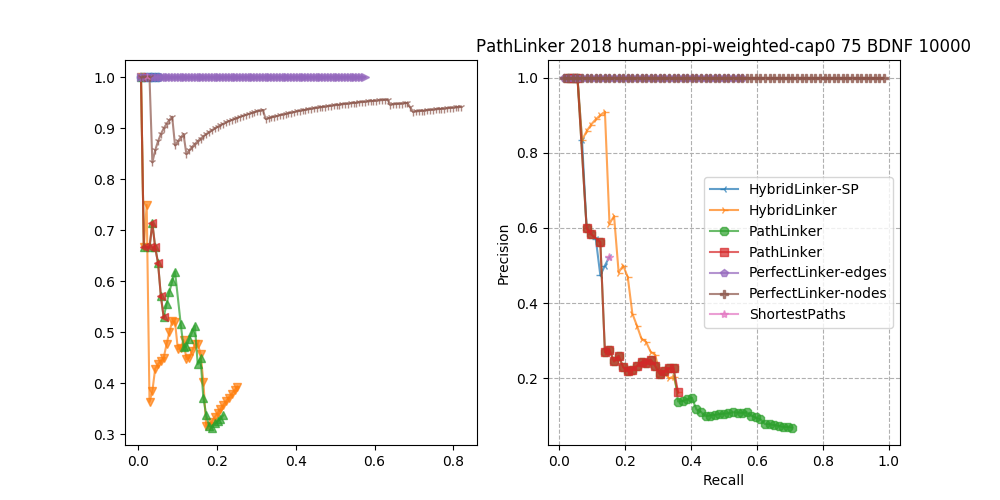 PathLinker 2018 human-ppi-weighted-cap0 75 BDNF 10000
1.0
0.9
0.8
0.7
0.6
0.5
0.4
0.3
0.0 0.2 0.4 0.6 0.8
Precision
1.0
0.8
0.6
0.4
0.2
HybridLinker-SP
HybridLinker
PathLinker
PathLinker
PerfectLinker-edges
PerfectLinker-nodes
ShortestPaths
0.0 0.2 0.4 0.6 0.8 1.0
Recall